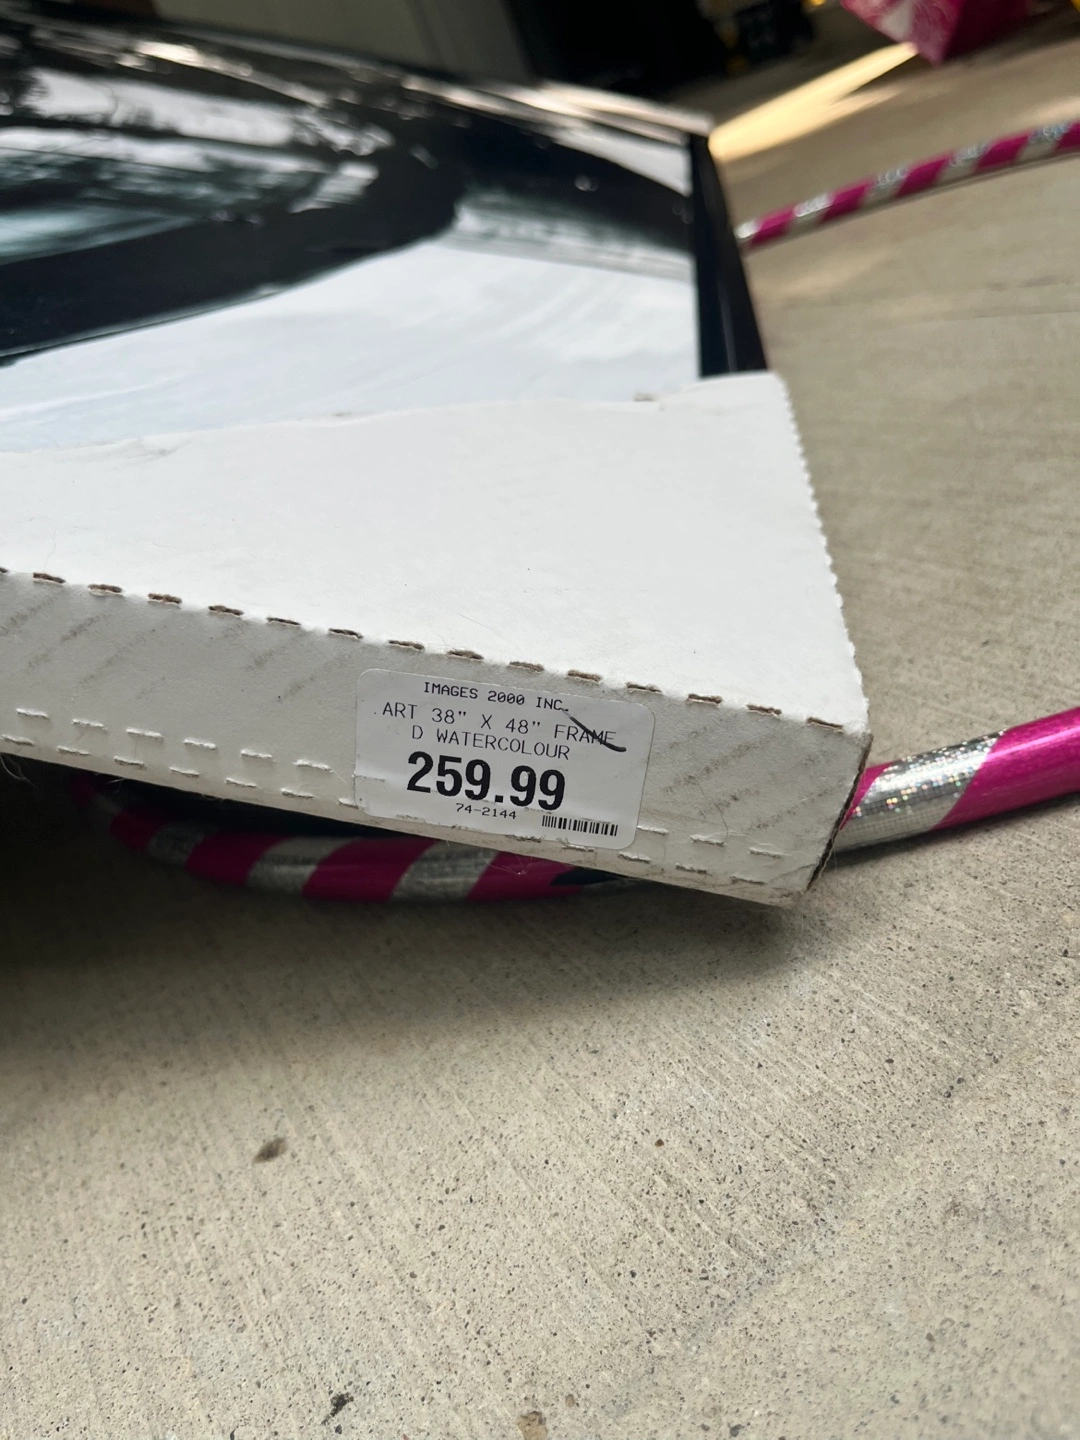 IMAGES 2000 INC.
ART 38" X 48" FRAME
D WATERCOLOUR
259.99
74-2144